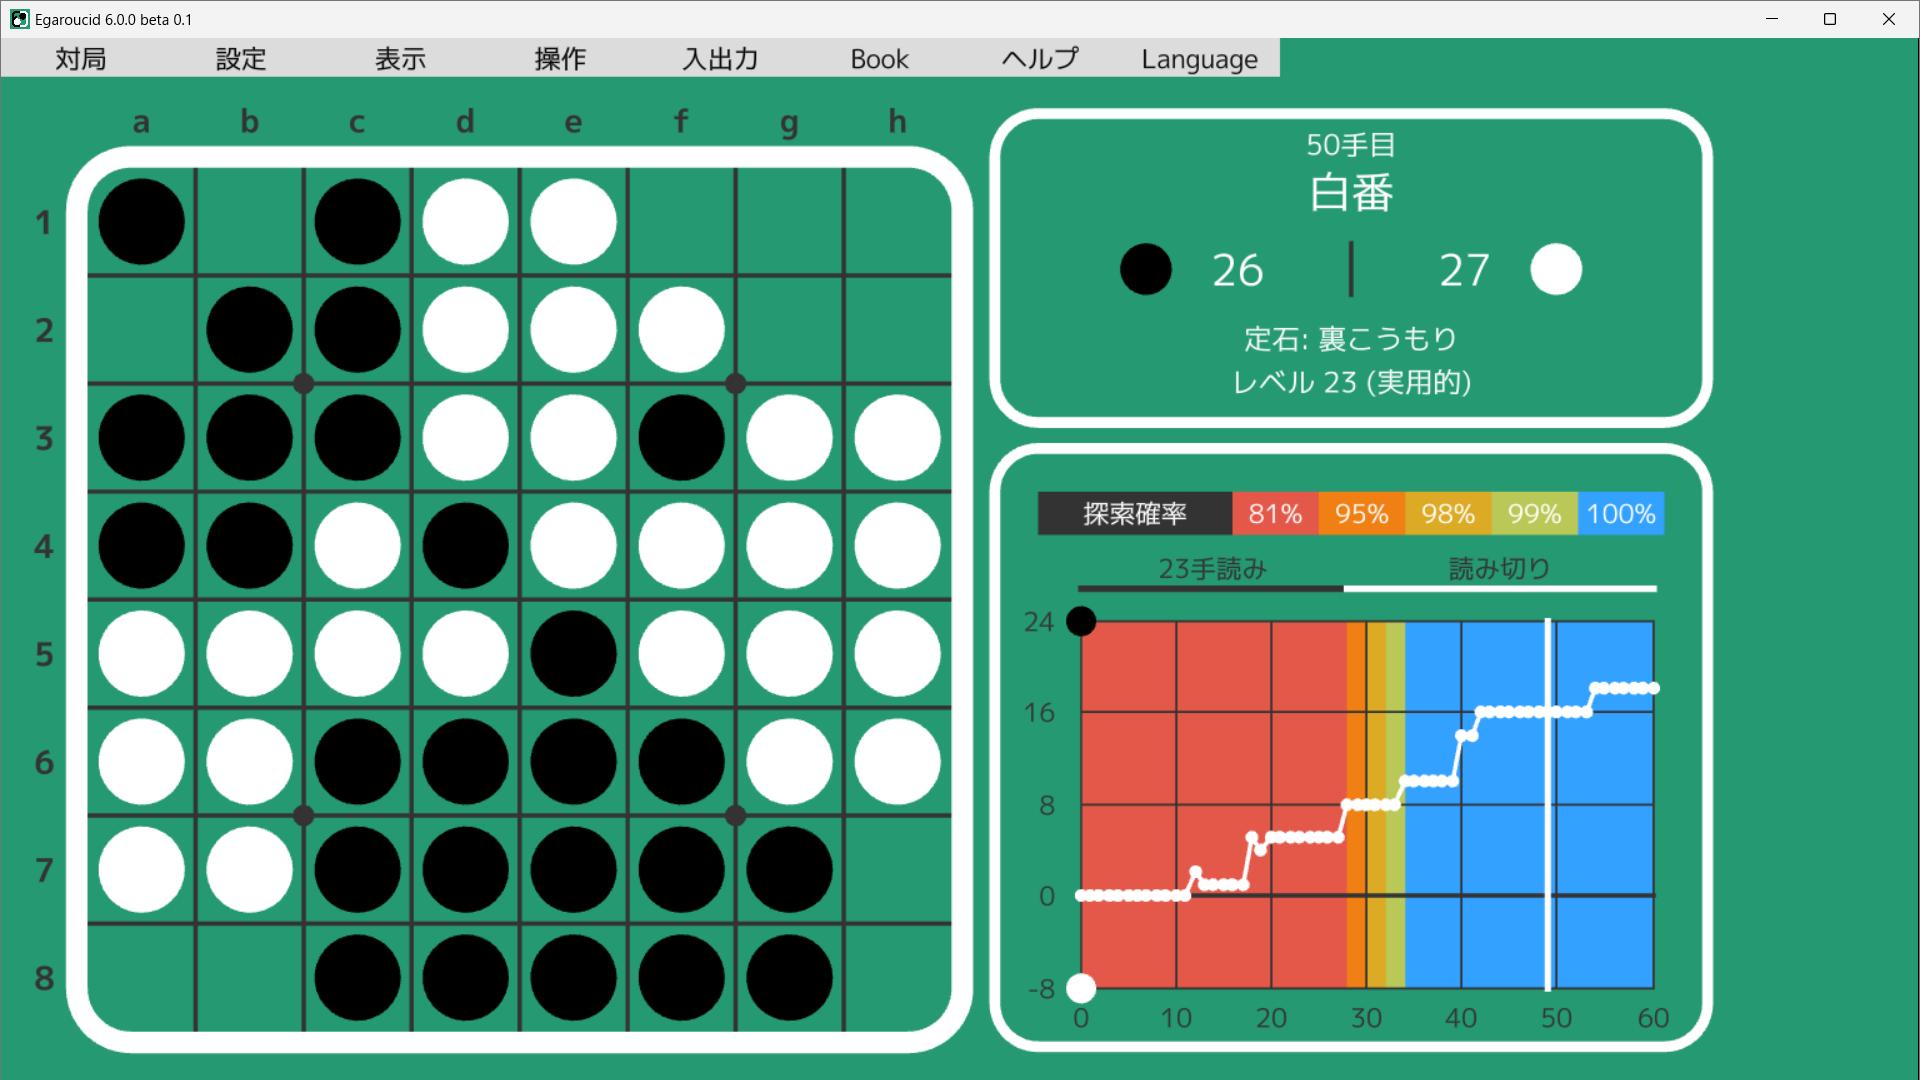 Egaroucid 6.0.0 beta 0.1
対局 設定 表示 操作 入出力 Book ヘルプ Language
a b c d e f g h
1
2
3
4
5
6
7
8
50手目
白番
26 27
定石: 裏こうもり
レベル 23 (実用的)
探索確率 81% 95% 98% 99% 100%
23手読み 読み切り
24
16
8
0
-8
0 10 20 30 40 50 60